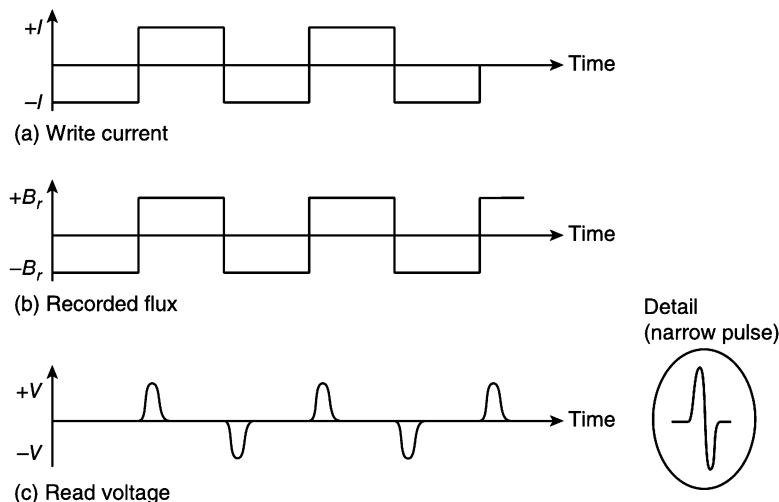 +I
Time
–I
(a) Write current
+Br
Time
–Br
(b) Recorded flux
Detail
(narrow pulse)
+V
Time
–V
(c) Read voltage